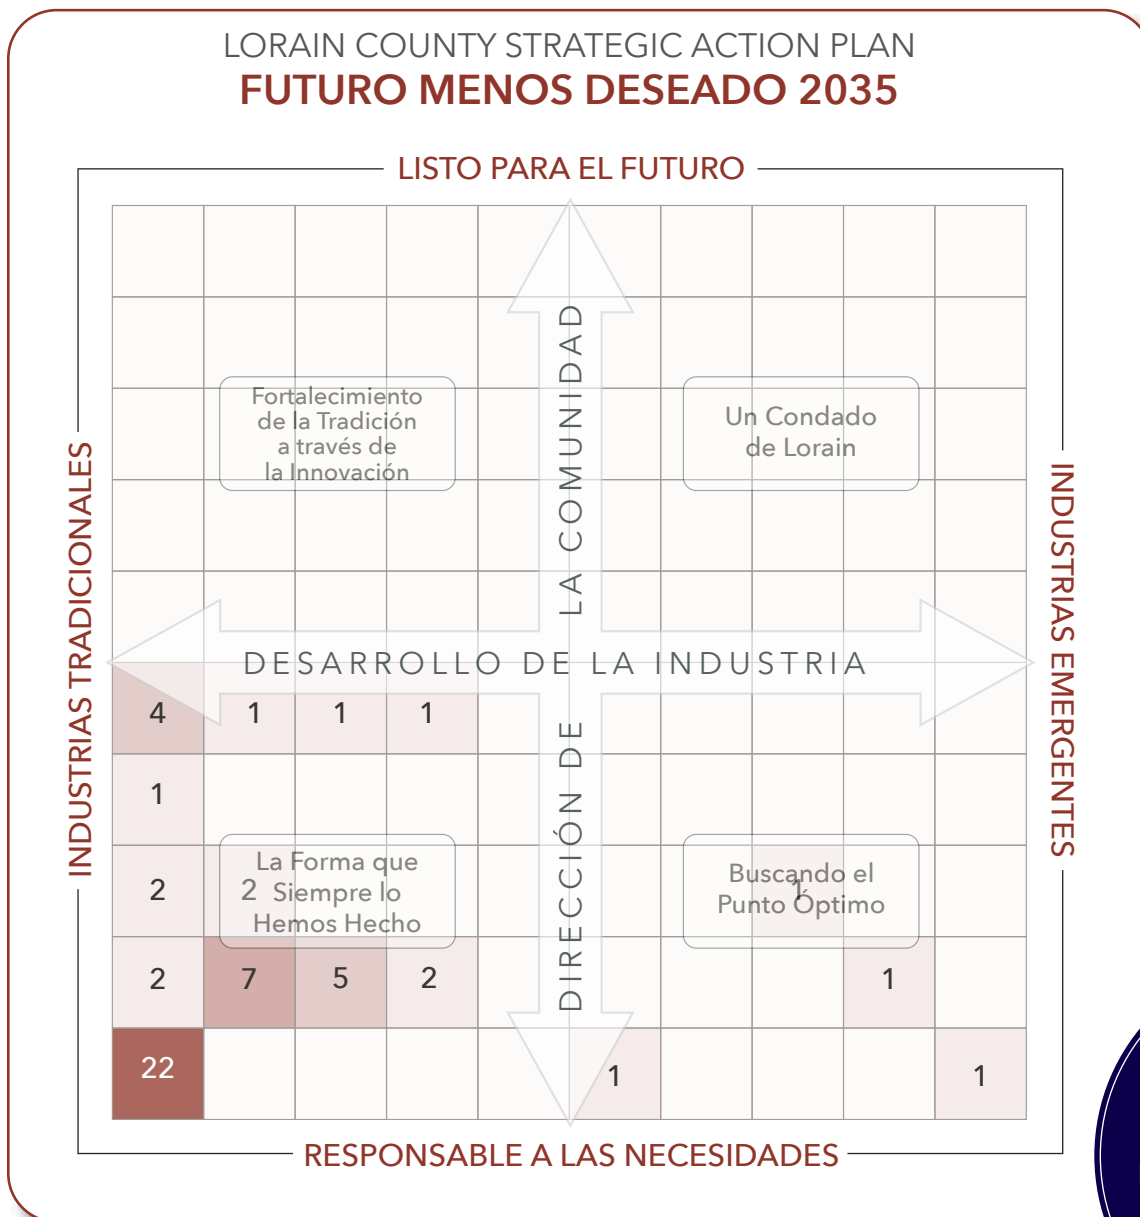 LORAIN COUNTY STRATEGIC ACTION PLAN
FUTURO MENOS DESEADO 2035
LISTO PARA EL FUTURO
INDUSTRIAS TRADICIONALES
INDUSTRIAS EMERGENTES
Fortalecimiento
de la Tradición
a través de
la Innovación
Un Condado
de Lorain
DIRECCIÓN DE LA COMUNIDAD
DESARROLLO DE LA INDUSTRIA
4 1 1 1
1
La Forma que
Siempre lo
Hemos Hecho
Buscando el
Punto Óptimo
2 2 1
2 7 5 2 1
22 1 1
RESPONSABLE A LAS NECESIDADES